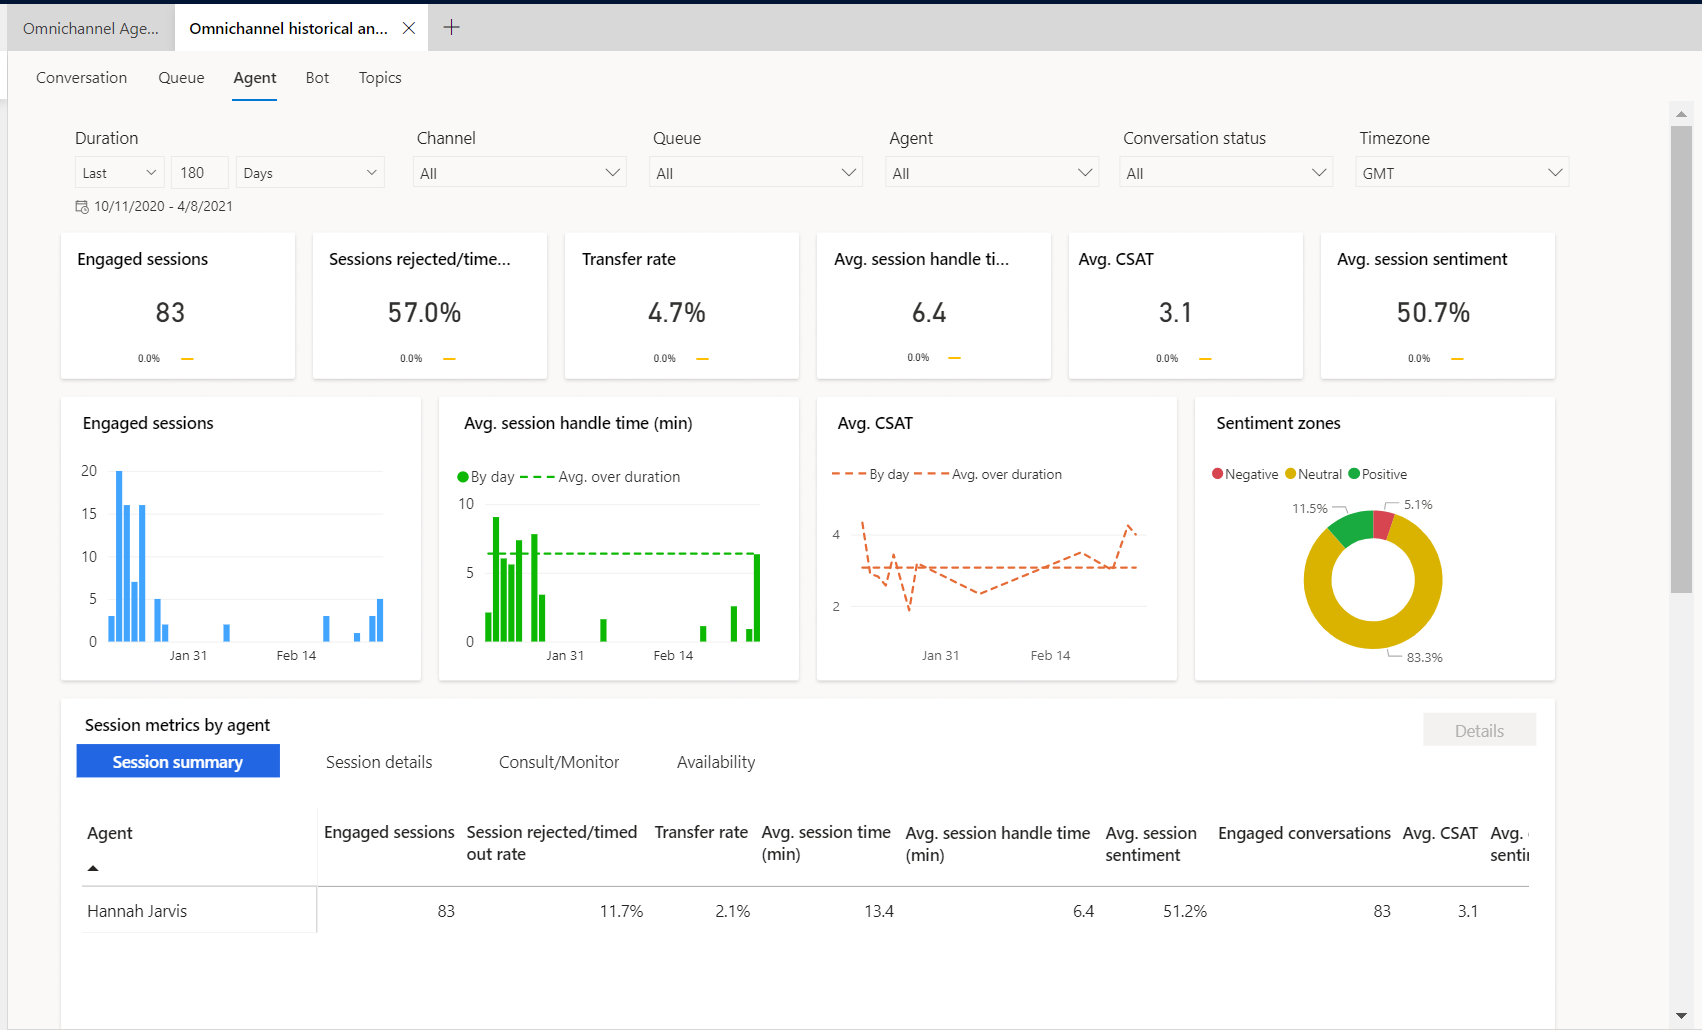 Omnichannel Age...
Omnichannel historical an...
Conversation
Queue
Agent
Bot
Topics
Duration
Channel
Queue
Agent
Conversation status
Timezone
Last
180
Days
All
All
All
All
GMT
10/11/2020 - 4/8/2021
Engaged sessions
83
0.0%
Sessions rejected/time...
57.0%
0.0%
Transfer rate
4.7%
0.0%
Avg. session handle ti...
6.4
0.0%
Avg. CSAT
3.1
0.0%
Avg. session sentiment
50.7%
0.0%
Engaged sessions
20
15
10
5
0
Jan 31
Feb 14
Avg. session handle time (min)
By day
Avg. over duration
10
5
0
Jan 31
Feb 14
Avg. CSAT
By day
Avg. over duration
4
2
Jan 31
Feb 14
Sentiment zones
Negative
Neutral
Positive
11.5%
5.1%
83.3%
Session metrics by agent
Details
Session summary
Session details
Consult/Monitor
Availability
Agent
Engaged sessions
Session rejected/timed
out rate
Transfer rate
Avg. session time
(min)
Avg. session handle time
(min)
Avg. session
sentiment
Engaged conversations
Avg. CSAT
Avg.
Hannah Jarvis
83
11.7%
2.1%
13.4
6.4
51.2%
83
3.1